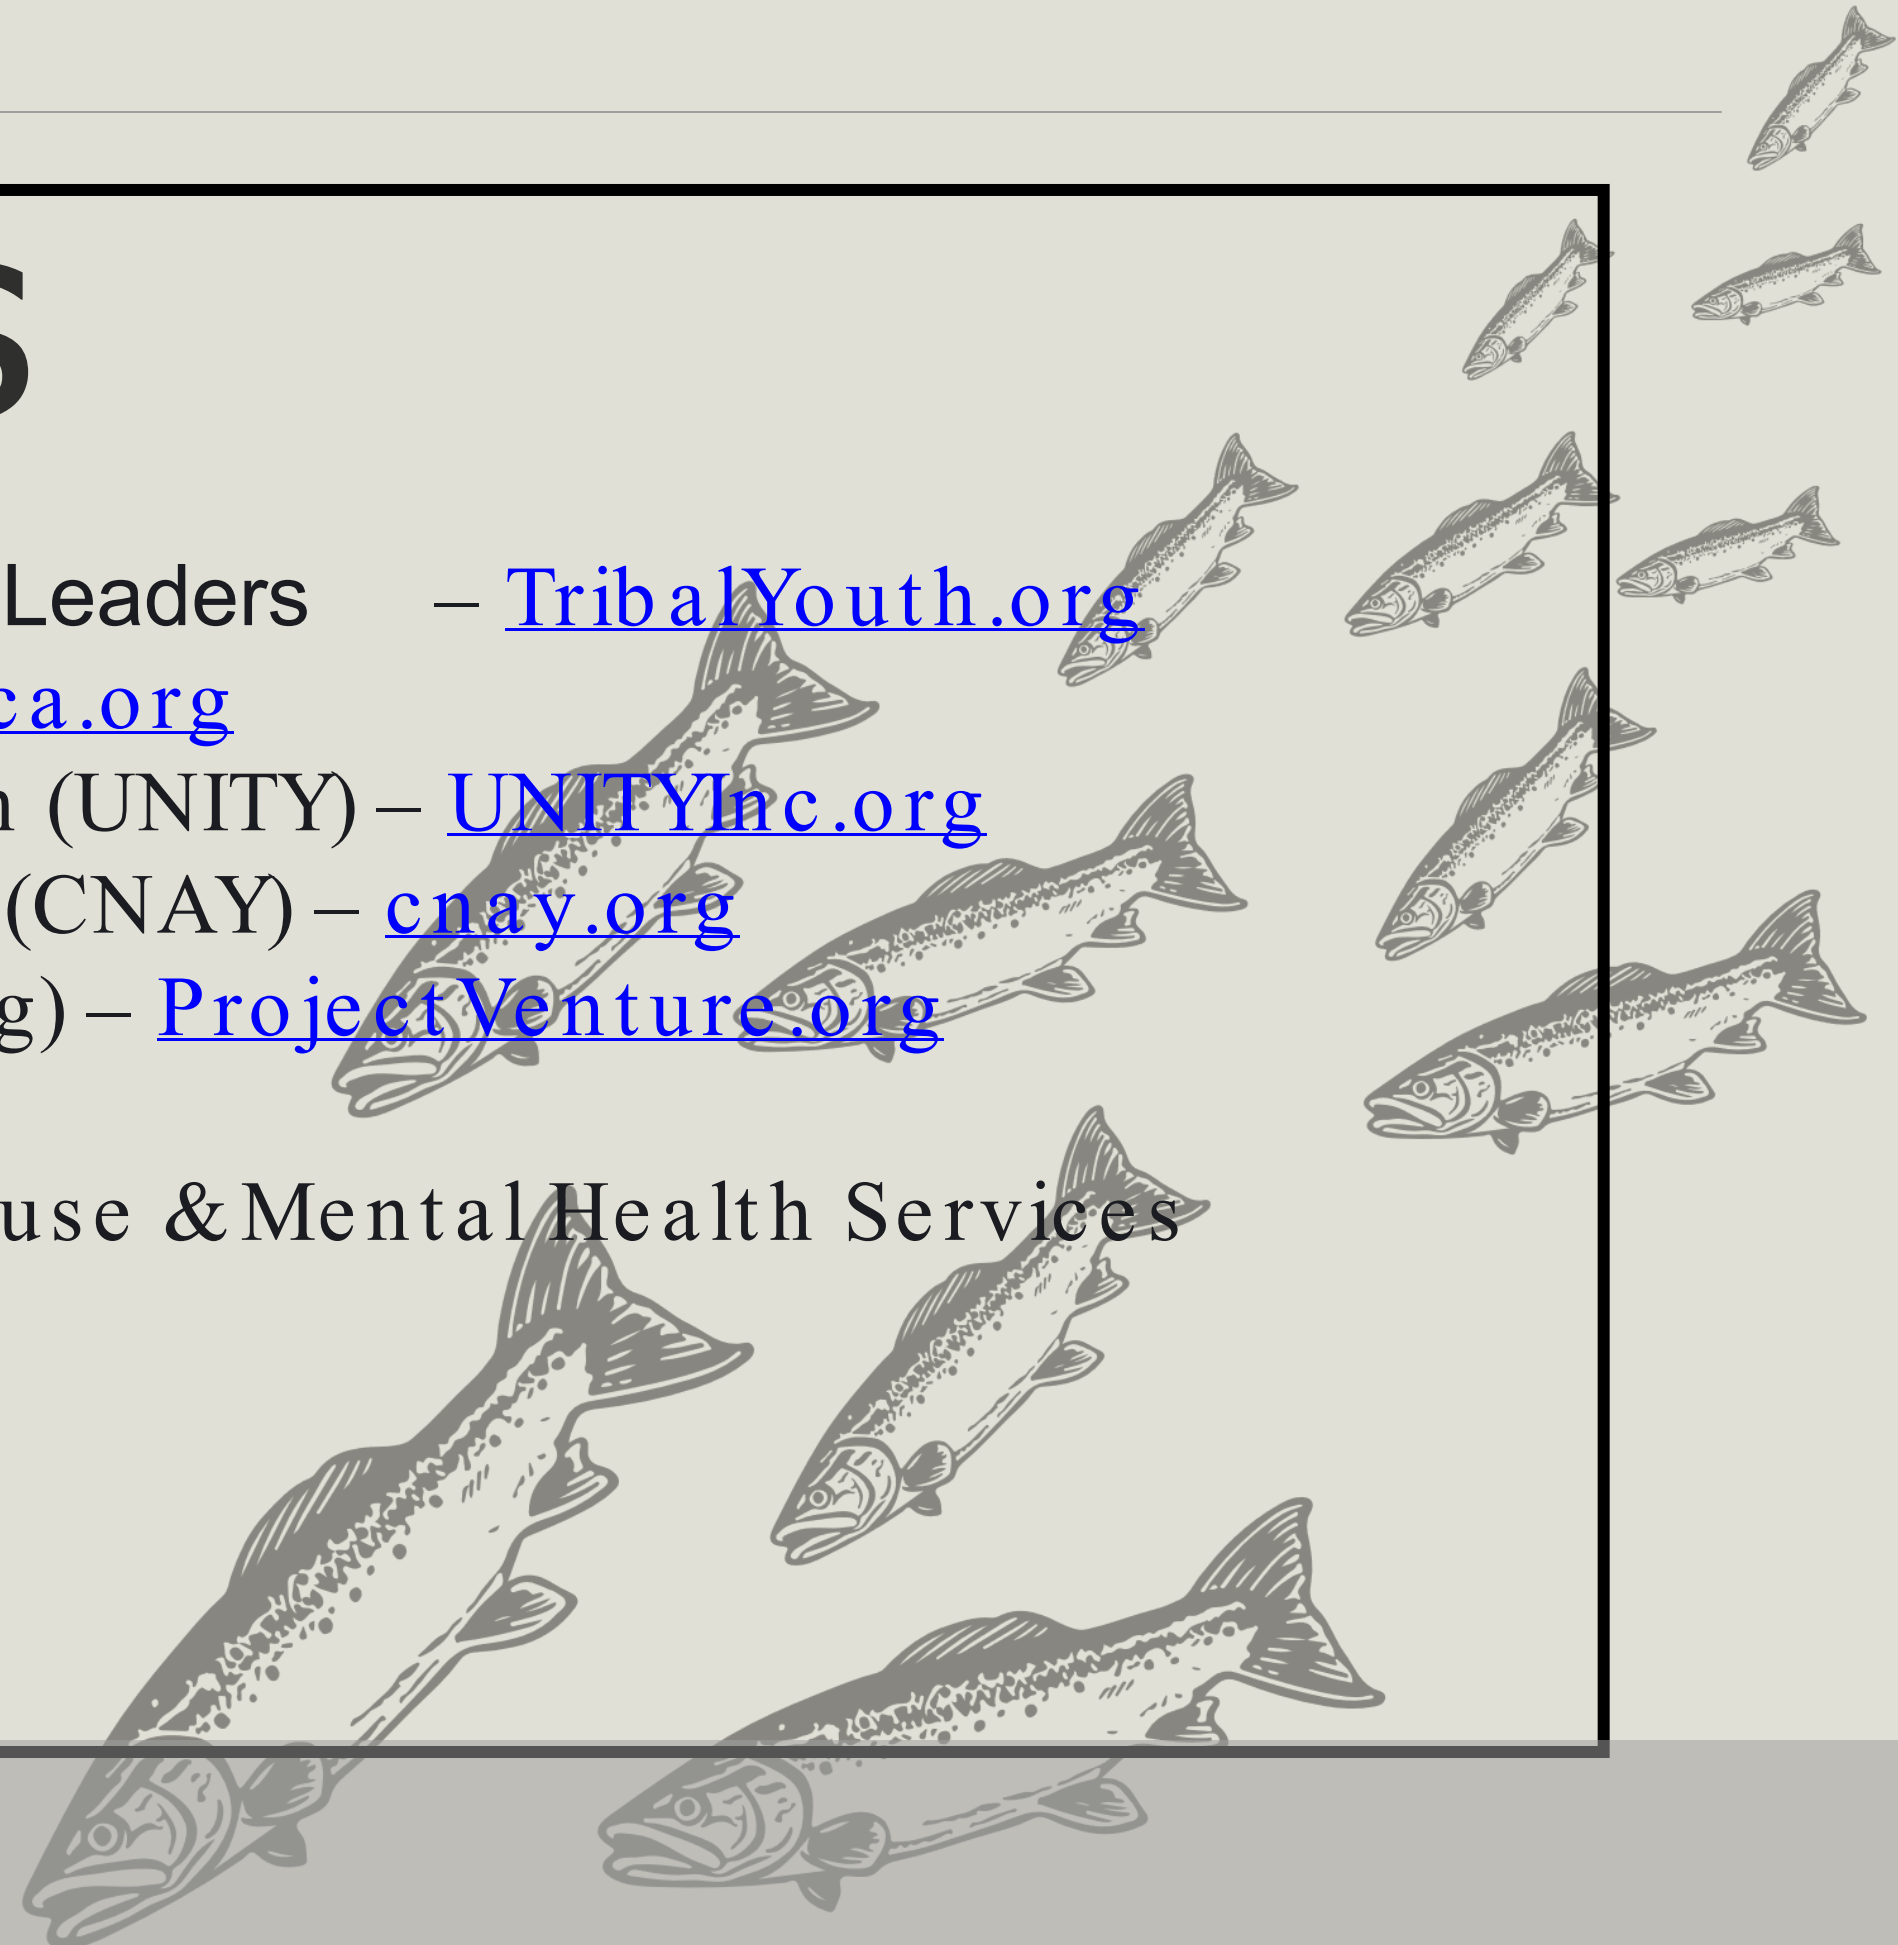 S
Leaders – TribalYouth.org
ca.org
(UNITY) – UNITYInc.org
(CNAY) – cnay.org
g) – ProjectVenture.org
use & Mental Health Services